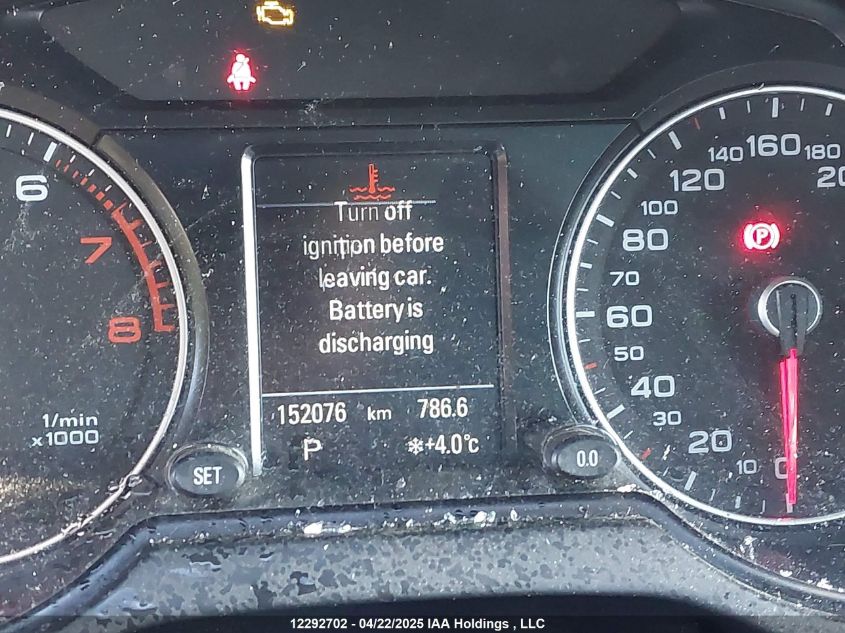 6
7
8
1/min
x1000
SET
Turn off
ignition before
leaving car.
Battery is
discharging
152076 km 786.6
P
+4.0°C
0.0
0
10
20
30
40
50
60
70
80
100
120
140
160
180
P
12292702 - 04/22/2025 IAA Holdings , LLC